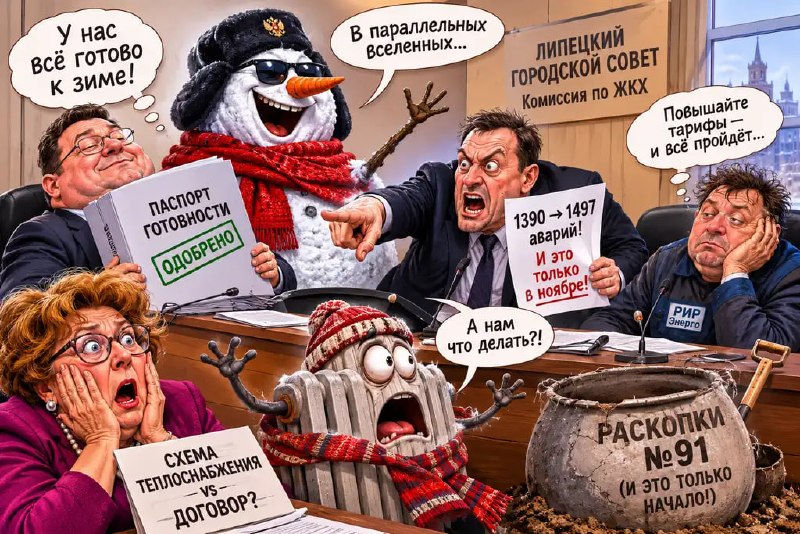 У нас
всё готово
к зиме!
В параллельных
вселенных...
ЛИПЕЦКИЙ
ГОРОДСКОЙ СОВЕТ
Комиссия по ЖКХ
Повышайте
тарифы —
и всё пройдёт...
ПАСПОРТ
ГОТОВНОСТИ
ОДОБРЕНО
1390 → 1497
аварий!
И это
только
в ноябре!
РИР
Энерго
А нам
что делать?!
СХЕМА
ТЕПЛОСНАБЖЕНИЯ
-vs-
ДОГОВОР?
РАСКОПКИ
№91
(И ЭТО ТОЛЬКО
НАЧАЛО!)